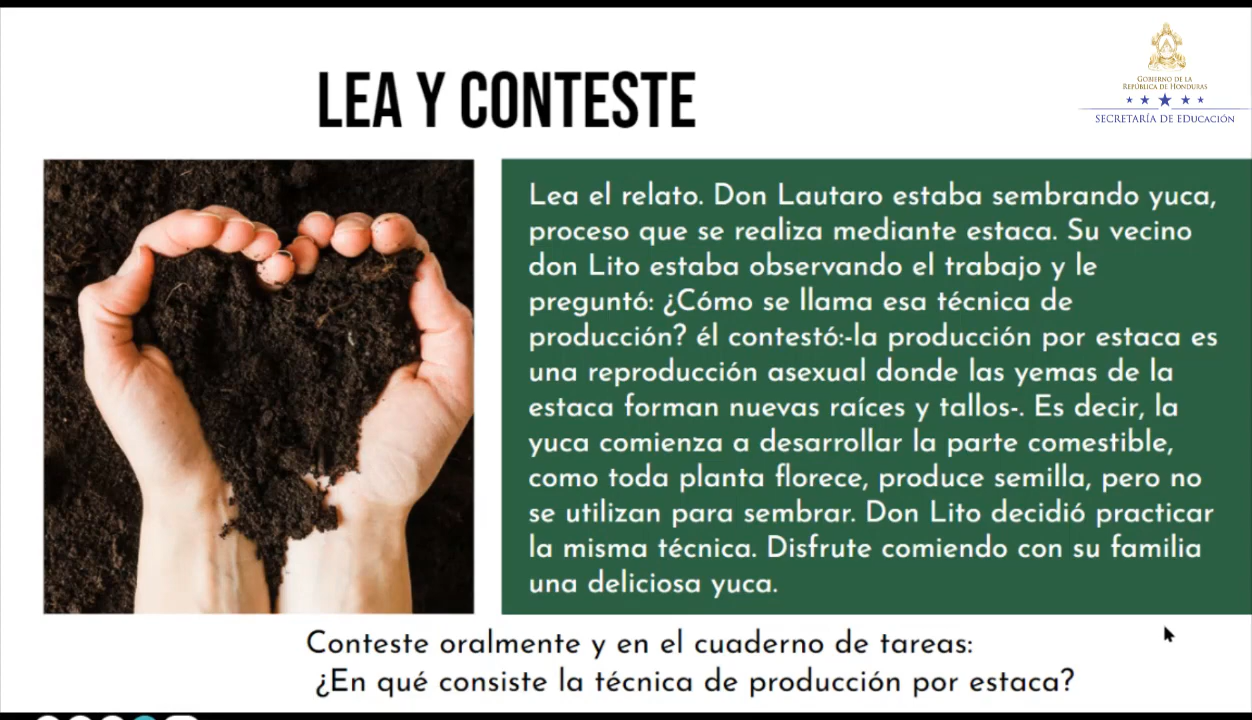 GOBIERNO DE LA
REPÚBLICA DE HONDURAS
SECRETARÍA DE EDUCACIÓN
LEA Y CONTESTE
Lea el relato. Don Lautaro estaba sembrando yuca,
proceso que se realiza mediante estaca. Su vecino
don Lito estaba observando el trabajo y le
preguntó: ¿Cómo se llama esa técnica de
producción? él contestó:-la producción por estaca es
una reproducción asexual donde las yemas de la
estaca forman nuevas raíces y tallos-. Es decir, la
yuca comienza a desarrollar la parte comestible,
como toda planta florece, produce semilla, pero no
se utilizan para sembrar. Don Lito decidió practicar
la misma técnica. Disfrute comiendo con su familia
una deliciosa yuca.
Conteste oralmente y en el cuaderno de tareas:
¿En qué consiste la técnica de producción por estaca?